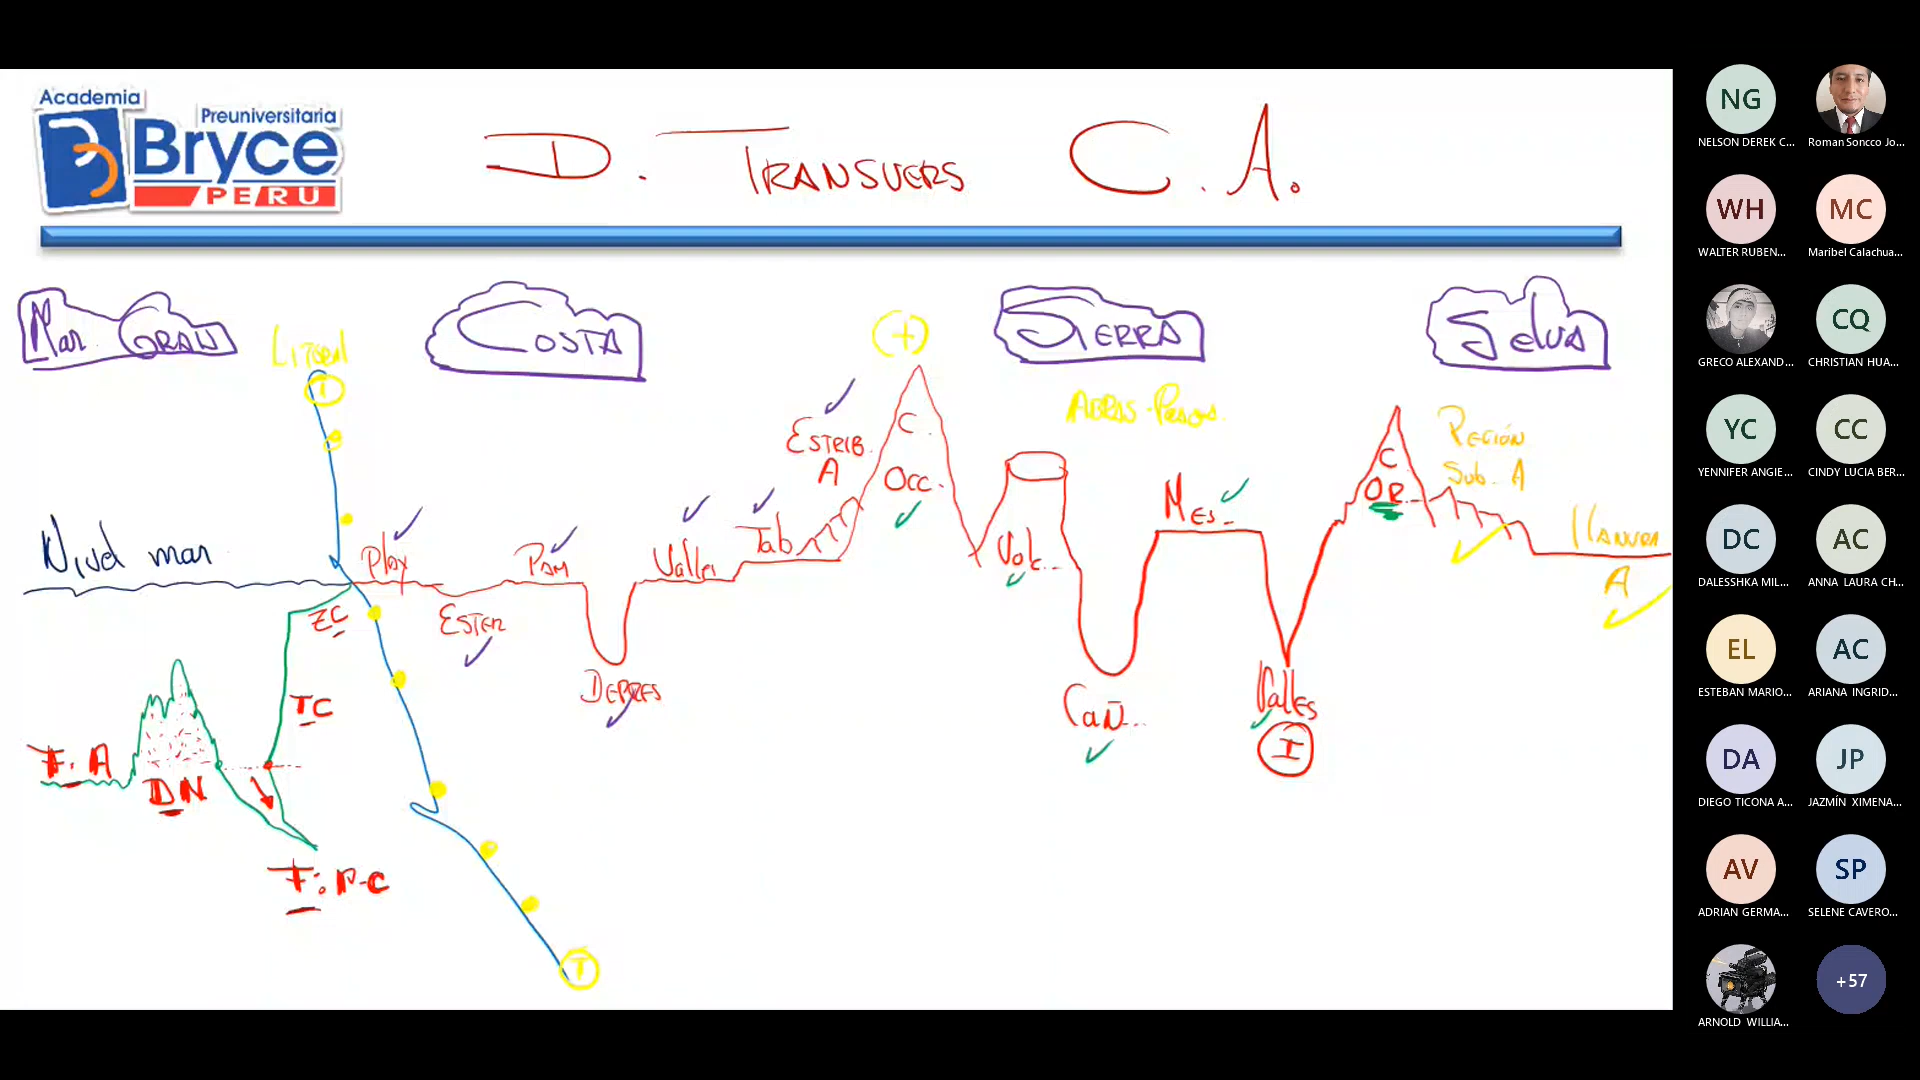 Academia
Preuniversitaria
Bryce
PERU
D. TRANSVERS C.A.
Mar GRAU
LITORAL
T
COSTA
(+)
SIERRA
Selva
ESTRIB.
A
C.
Occ.
ABRAS-PASOS.
C
OR.
REGIÓN
Sub. A
Nivel mar
Play
ESTER
PAM
DEPRES
Valles
Tab
Vol...
Mes.
Cañ...
Valles
I
llanura
A
ZC
TC
F. A
DN
F. P-C
T
NG
NELSON DEREK C...
Roman Soncco Jo...
WH
WALTER RUBEN...
MC
Maribel Calachua...
GRECO ALEXAND...
CQ
CHRISTIAN HUA...
YC
YENNIFER ANGIE...
CC
CINDY LUCIA BER...
DC
DALESSHKA MIL...
AC
ANNA LAURA CH...
EL
ESTEBAN MARIO...
AC
ARIANA INGRID...
DA
DIEGO TICONA A...
JP
JAZMÍN XIMENA...
AV
ADRIAN GERMA...
SP
SELENE CAVERO...
ARNOLD WILLIA...
+57